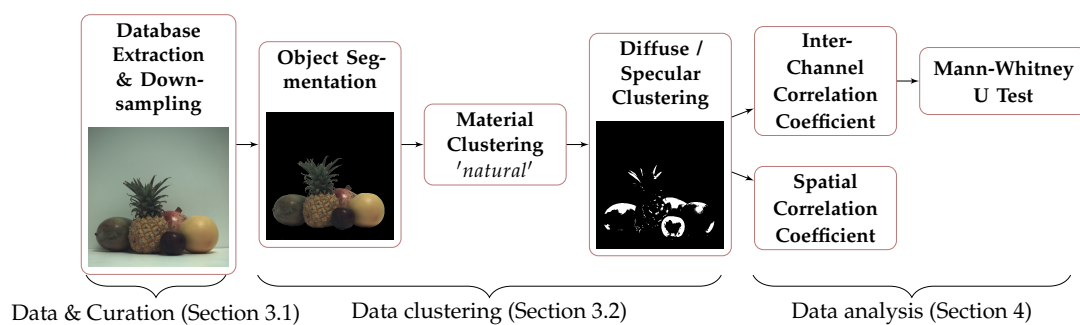 Database
Extraction
& Down-
sampling
Object Seg-
mentation
Material
Clustering
'natural'
Diffuse /
Specular
Clustering
Inter-
Channel
Correlation
Coefficient
Mann-Whitney
U Test
Spatial
Correlation
Coefficient
Data & Curation (Section 3.1)
Data clustering (Section 3.2)
Data analysis (Section 4)